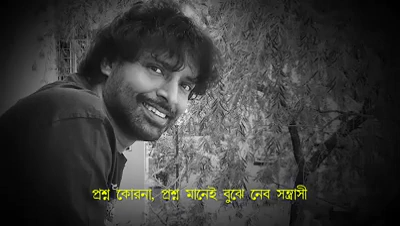 প্রশ্ন কোরনা, প্রশ্ন মানেই বুঝে নেব সন্ত্রাসী